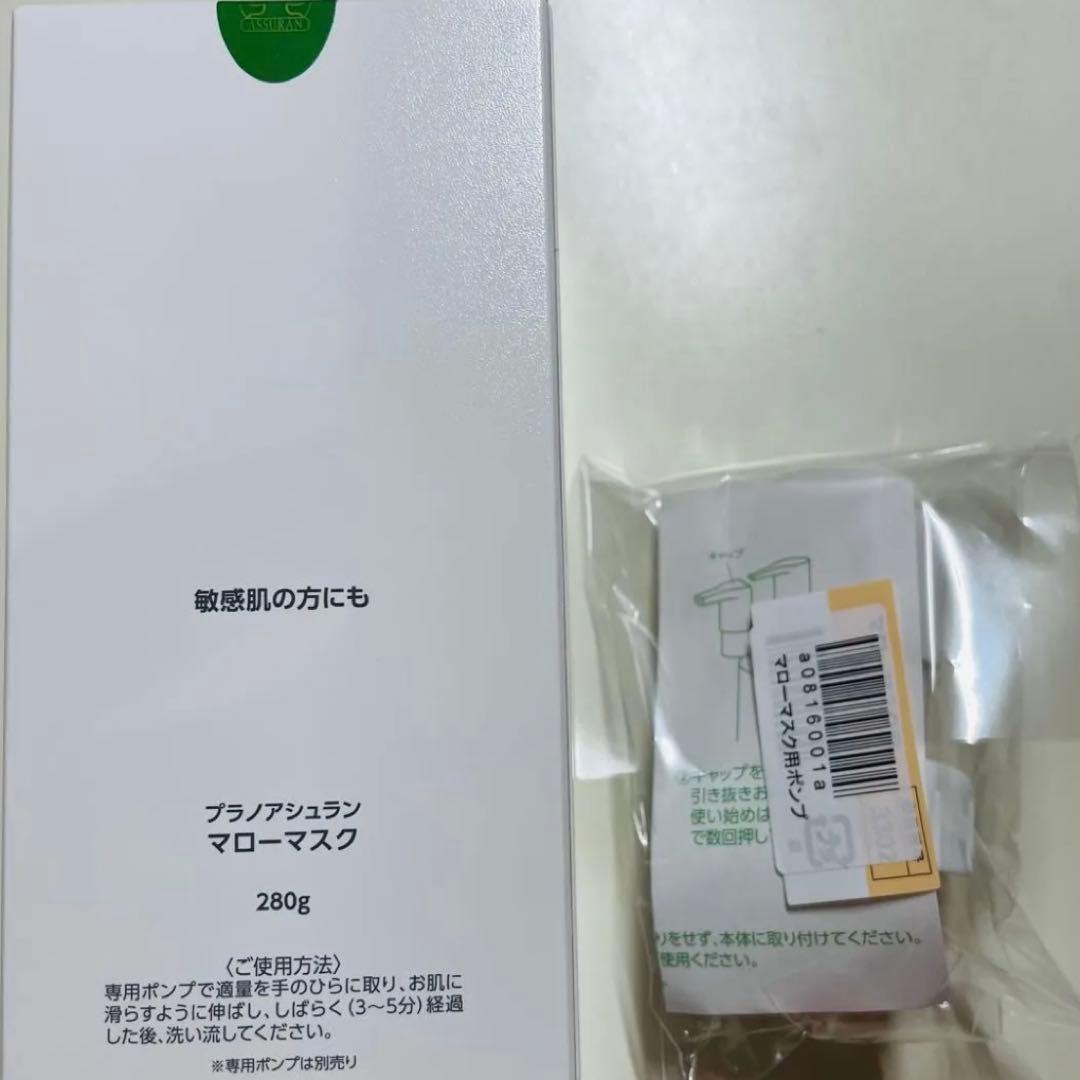 ASSURAN
敏感肌の方にも
プラノアシュラン
マローマスク
280g
〈ご使用方法〉
専用ポンプで適量を手のひらに取り、お肌に
滑らすように伸ばし、しばらく(3〜5分)経過
した後、洗い流してください。
※専用ポンプは別売り
キャップ
a08160001a
マローマスク用ポンプ
キャップを
引き抜きお
使い始めは
で数回押し
りをせず、本体に取り付けてください。
使用ください。